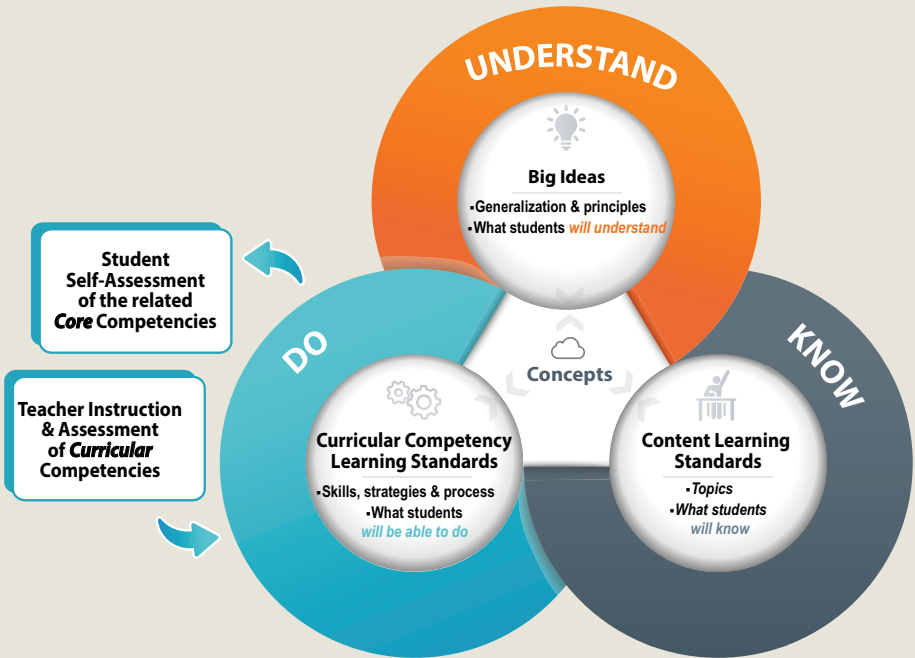 UNDERSTAND
Big Ideas
▪Generalization & principles
▪What students will understand
Student
Self-Assessment
of the related
Core Competencies
Teacher Instruction
& Assessment
of Curricular
Competencies
DO
Curricular Competency
Learning Standards
▪Skills, strategies & process
▪What students
will be able to do
Concepts
KNOW
Content Learning
Standards
▪Topics
▪What students
will know